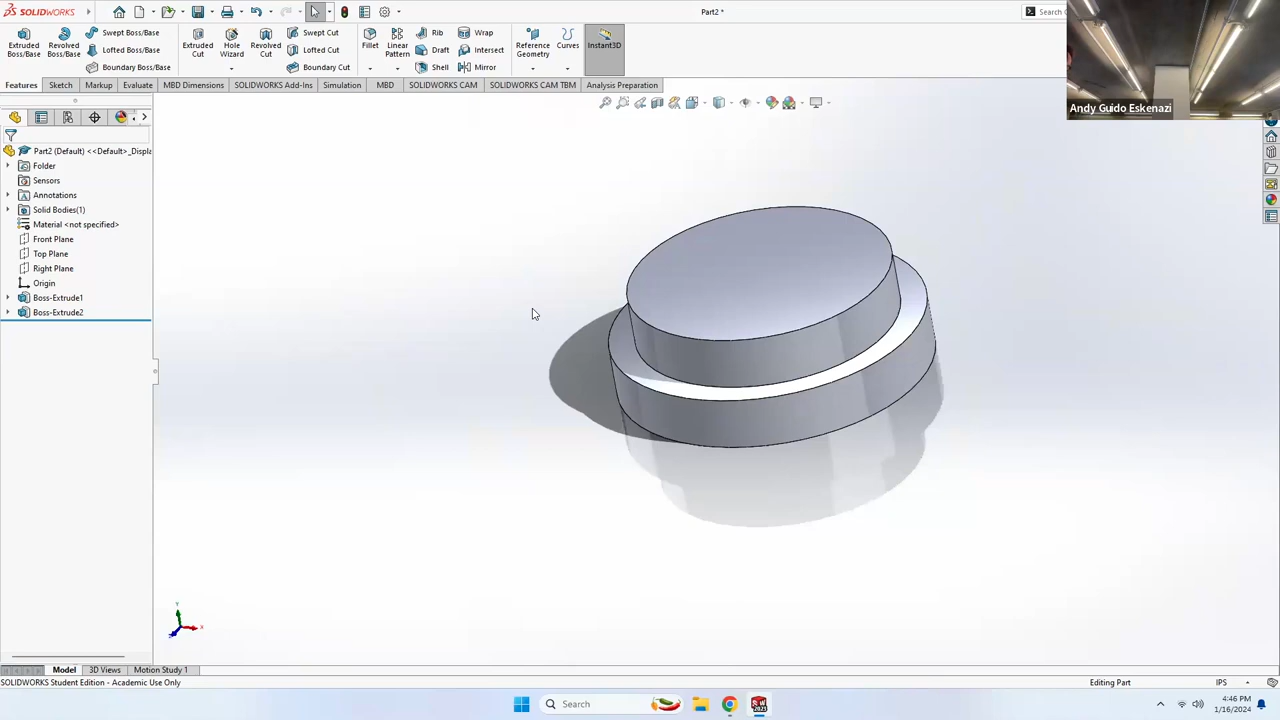 SOLIDWORKS
Part2 *
Search C
Andy Guido Eskenazi
Extruded Boss/Base
Revolved Boss/Base
Swept Boss/Base
Lofted Boss/Base
Boundary Boss/Base
Extruded Cut
Hole Wizard
Revolved Cut
Swept Cut
Lofted Cut
Boundary Cut
Fillet
Linear Pattern
Rib
Draft
Shell
Wrap
Intersect
Mirror
Reference Geometry
Curves
Instant3D
Features
Sketch
Markup
Evaluate
MBD Dimensions
SOLIDWORKS Add-Ins
Simulation
MBD
SOLIDWORKS CAM
SOLIDWORKS CAM TBM
Analysis Preparation
Part2 (Default) <<Default>_Displa
Folder
Sensors
Annotations
Solid Bodies(1)
Material <not specified>
Front Plane
Top Plane
Right Plane
Origin
Boss-Extrude1
Boss-Extrude2
Y
X
Z
Model
3D Views
Motion Study 1
SOLIDWORKS Student Edition - Academic Use Only
Editing Part
IPS
Search
4:46 PM
1/16/2024